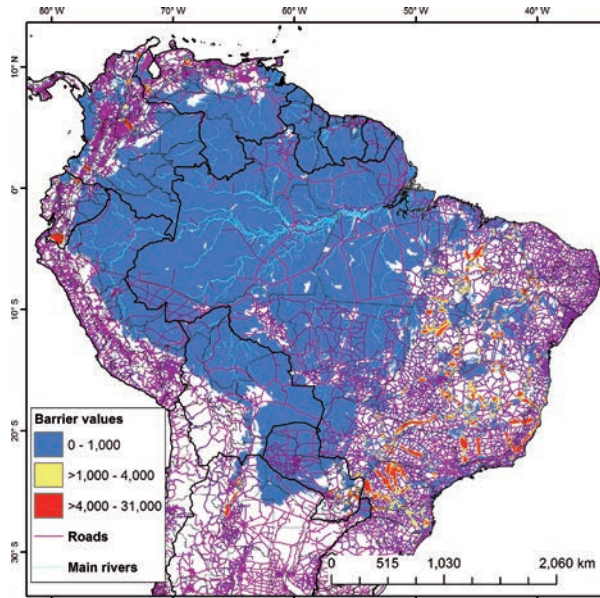 80° W 70° W 60° W 50° W 40° W
10° N
0°
10° S
20° S
30° S
Barrier values
0 - 1,000
>1,000 - 4,000
>4,000 - 31,000
Roads
Main rivers
0 515 1,030 2,060 km